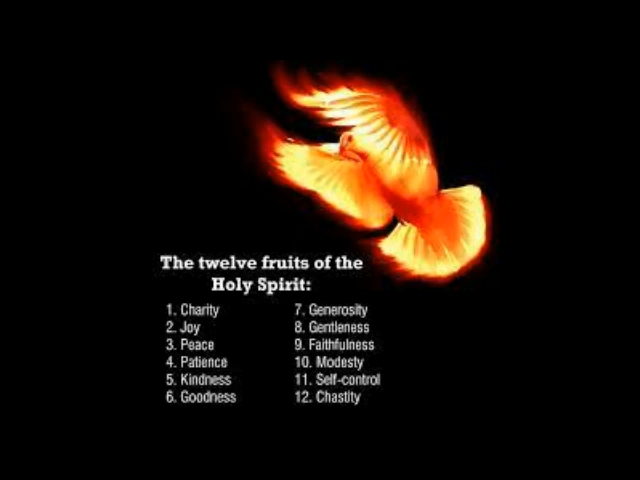 The twelve fruits of the
Holy Spirit:
1. Charity
2. Joy
3. Peace
4. Patience
5. Kindness
6. Goodness
7. Generosity
8. Gentleness
9. Faithfulness
10. Modesty
11. Self-control
12. Chastity